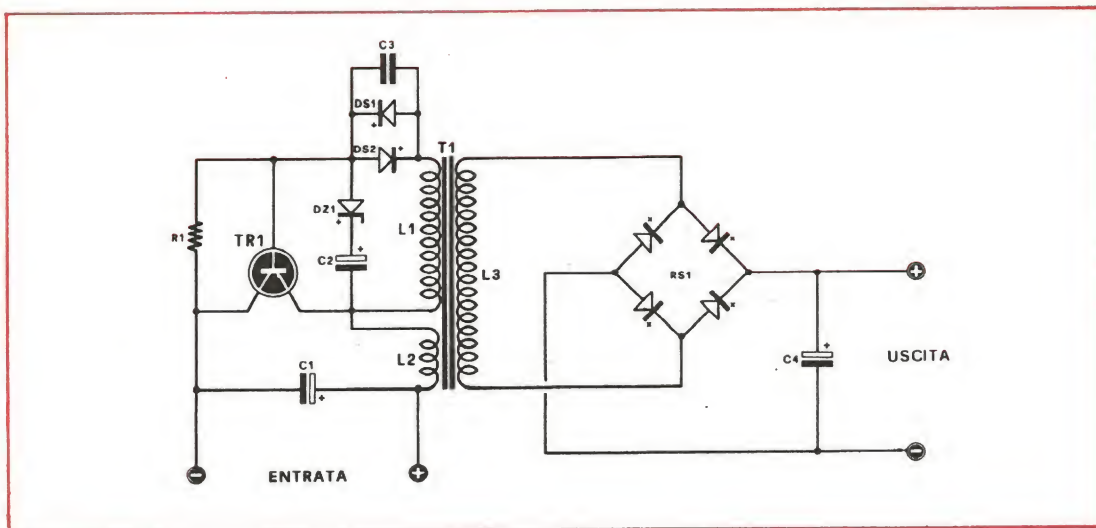 C3
DS1
DS2
T1
R1
TR1
DZ1
C2
L1
L3
L2
C1
RS1
C4
USCITA
ENTRATA